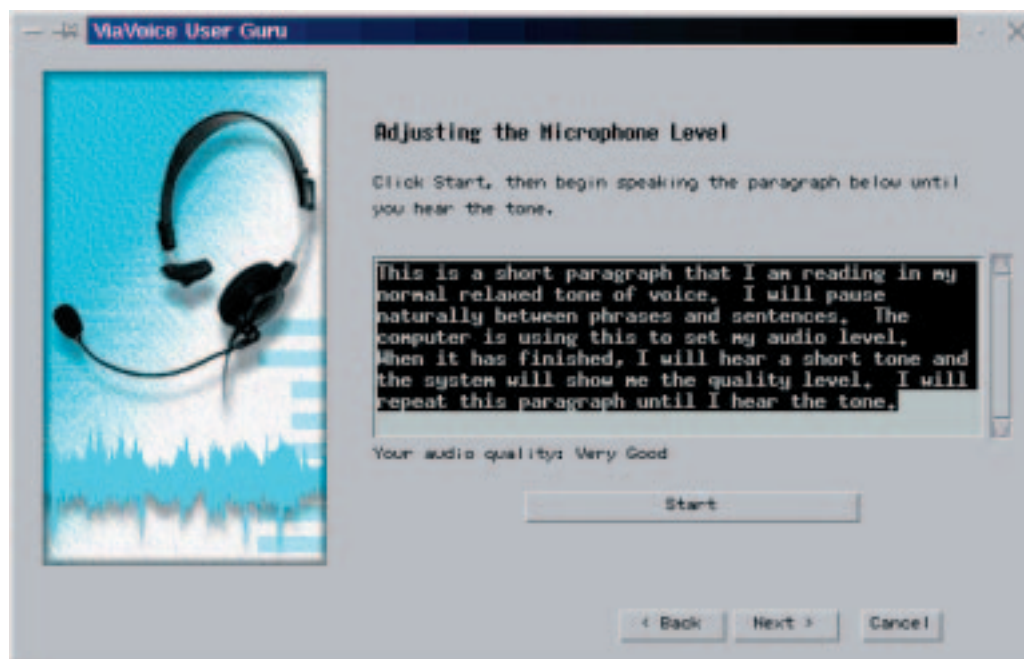 ViaVoice User Guru
Adjusting the Microphone Level
Click Start, then begin speaking the paragraph below until
you hear the tone.
This is a short paragraph that I am reading in my
normal relaxed tone of voice.  I will pause
naturally between phrases and sentences.  The
computer is using this to set my audio level.
When it has finished, I will hear a short tone and
the system will show me the quality level.  I will
repeat this paragraph until I hear the tone.
Your audio quality: Very Good
Start
< Back Next > Cancel